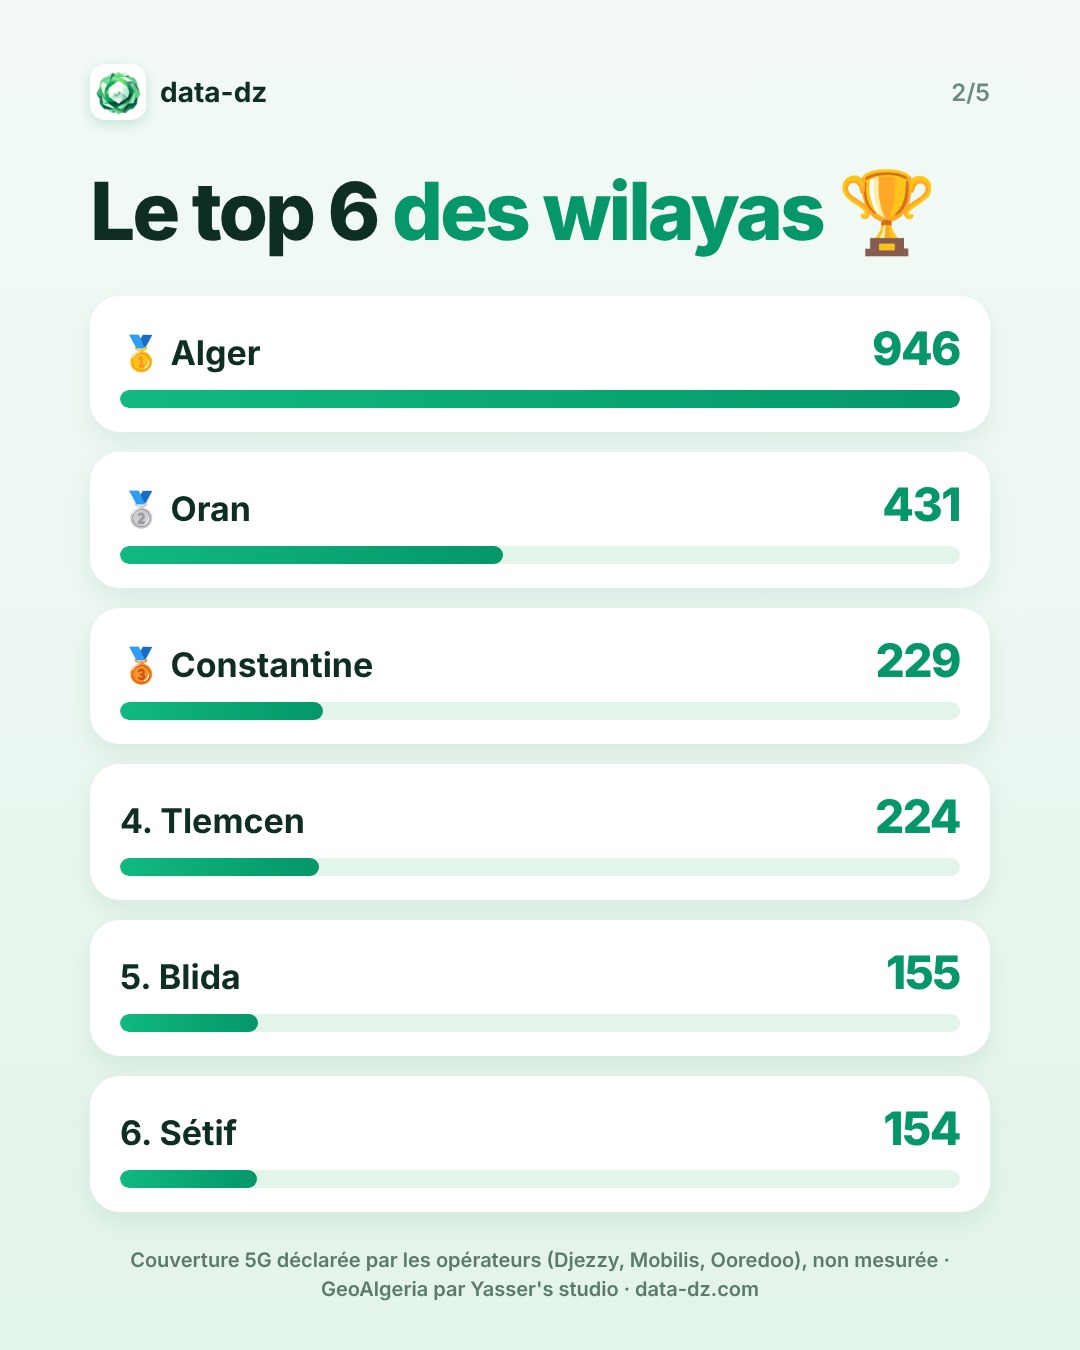 data-dz
2/5
Le top 6 des wilayas 🏆
🥇 Alger
946
🥈 Oran
431
🥉 Constantine
229
4. Tlemcen
224
5. Blida
155
6. Sétif
154
Couverture 5G déclarée par les opérateurs (Djezzy, Mobilis, Ooredoo), non mesurée ·
GeoAlgeria par Yasser's studio · data-dz.com